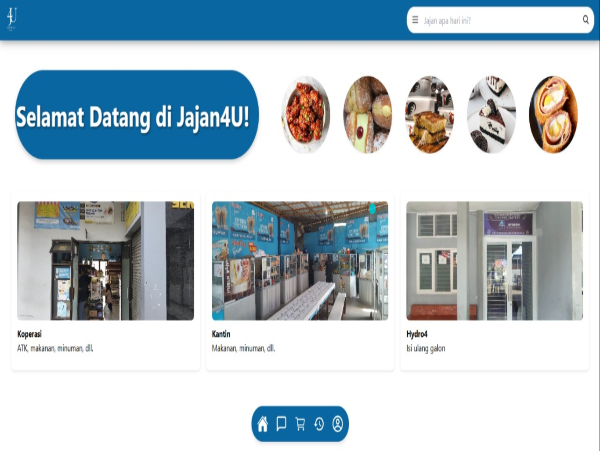 4U
Jajan apa hari ini?
Selamat Datang di Jajan4U!
Koperasi
ATK, makanan, minuman, dll.
Kantin
Makanan, minuman, dll.
Hydro4
Isi ulang galon